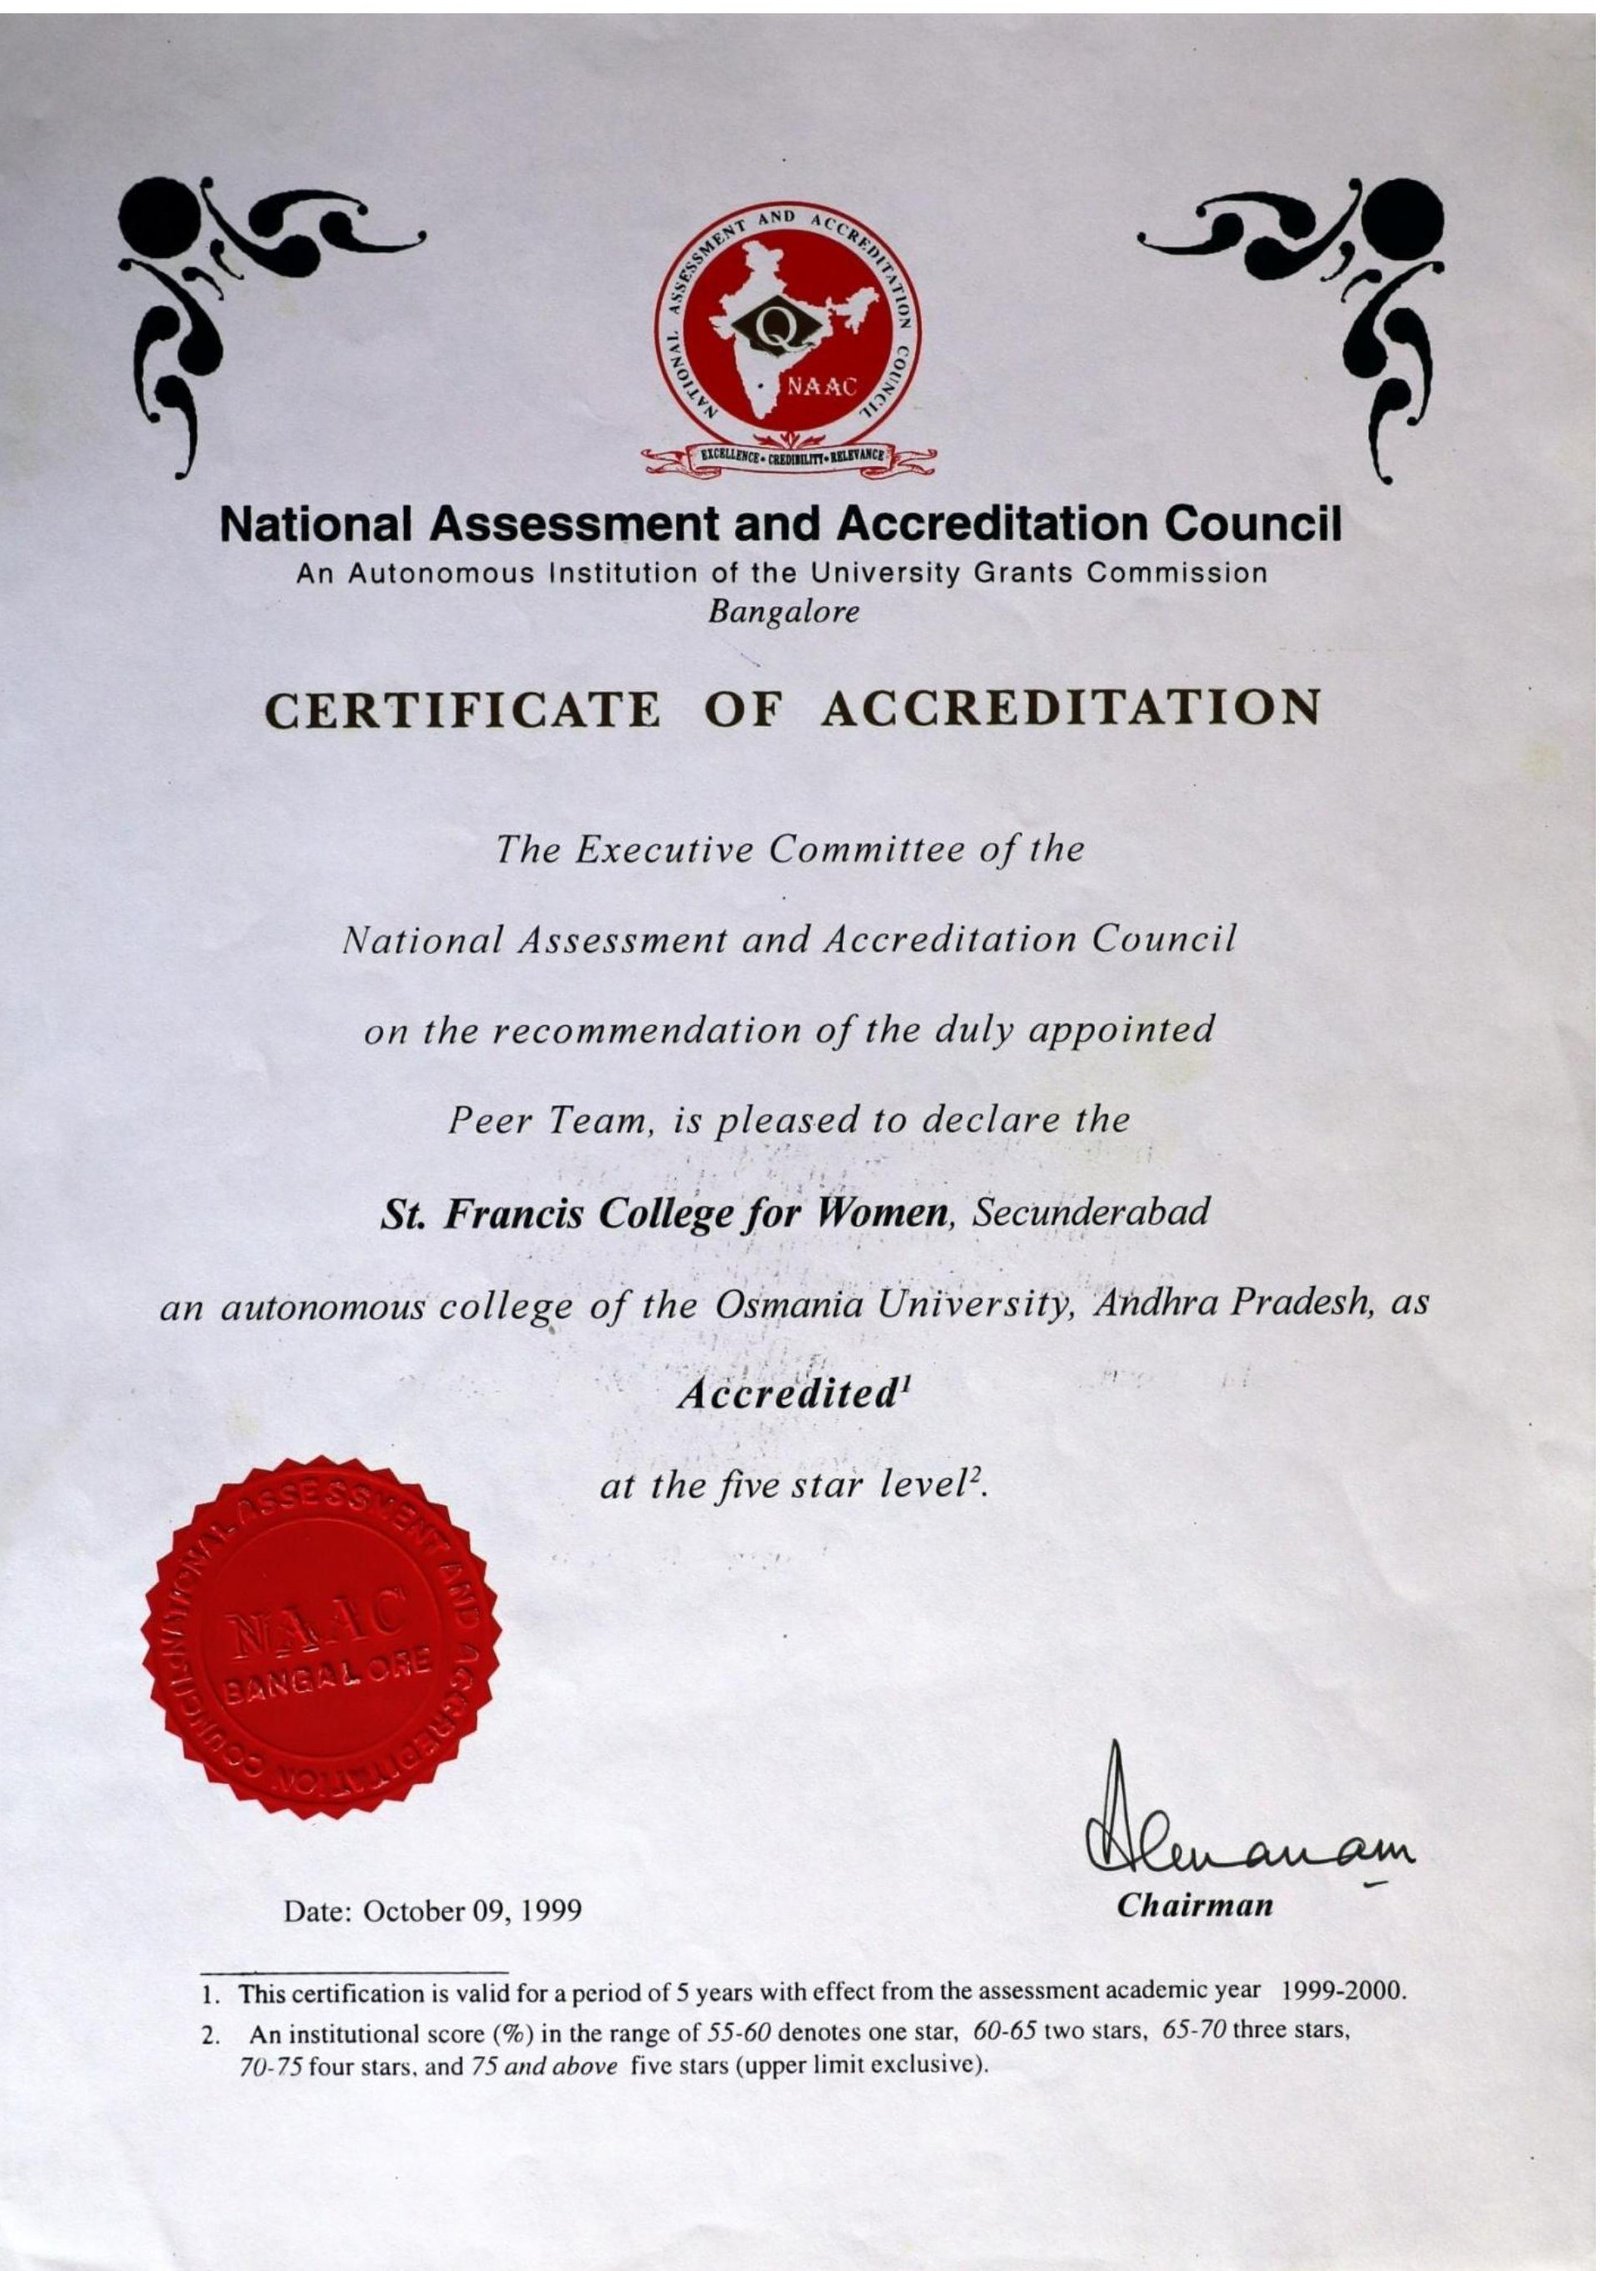 NATIONAL ASSESSMENT AND ACCREDITATION COUNCIL
Q
NAAC
EXCELLENCE • CREDIBILITY • RELEVANCE
National Assessment and Accreditation Council
An Autonomous Institution of the University Grants Commission
Bangalore
CERTIFICATE OF ACCREDITATION
The Executive Committee of the
National Assessment and Accreditation Council
on the recommendation of the duly appointed
Peer Team, is pleased to declare the
St. Francis College for Women, Secunderabad
an autonomous college of the Osmania University, Andhra Pradesh, as
Accredited¹
at the five star level².
NATIONAL ASSESSMENT AND ACCREDITATION COUNCIL
NAAC
BANGALORE
Chairman
Date: October 09, 1999
1. This certification is valid for a period of 5 years with effect from the assessment academic year 1999-2000.
2. An institutional score (%) in the range of 55-60 denotes one star, 60-65 two stars, 65-70 three stars,
70-75 four stars, and 75 and above five stars (upper limit exclusive).